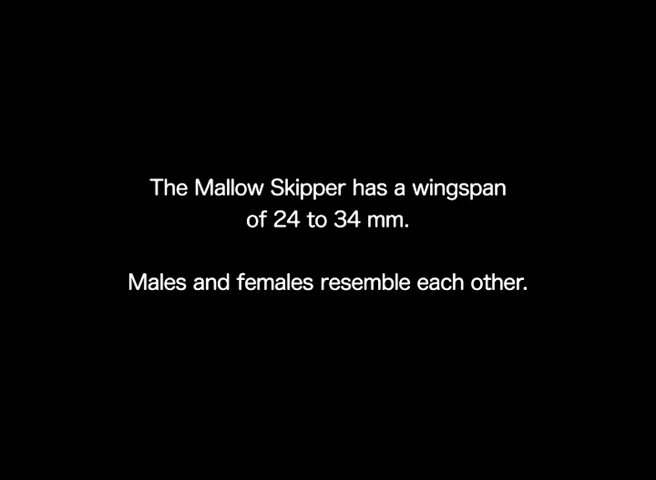 The Mallow Skipper has a wingspan
of 24 to 34 mm.
Males and females resemble each other.